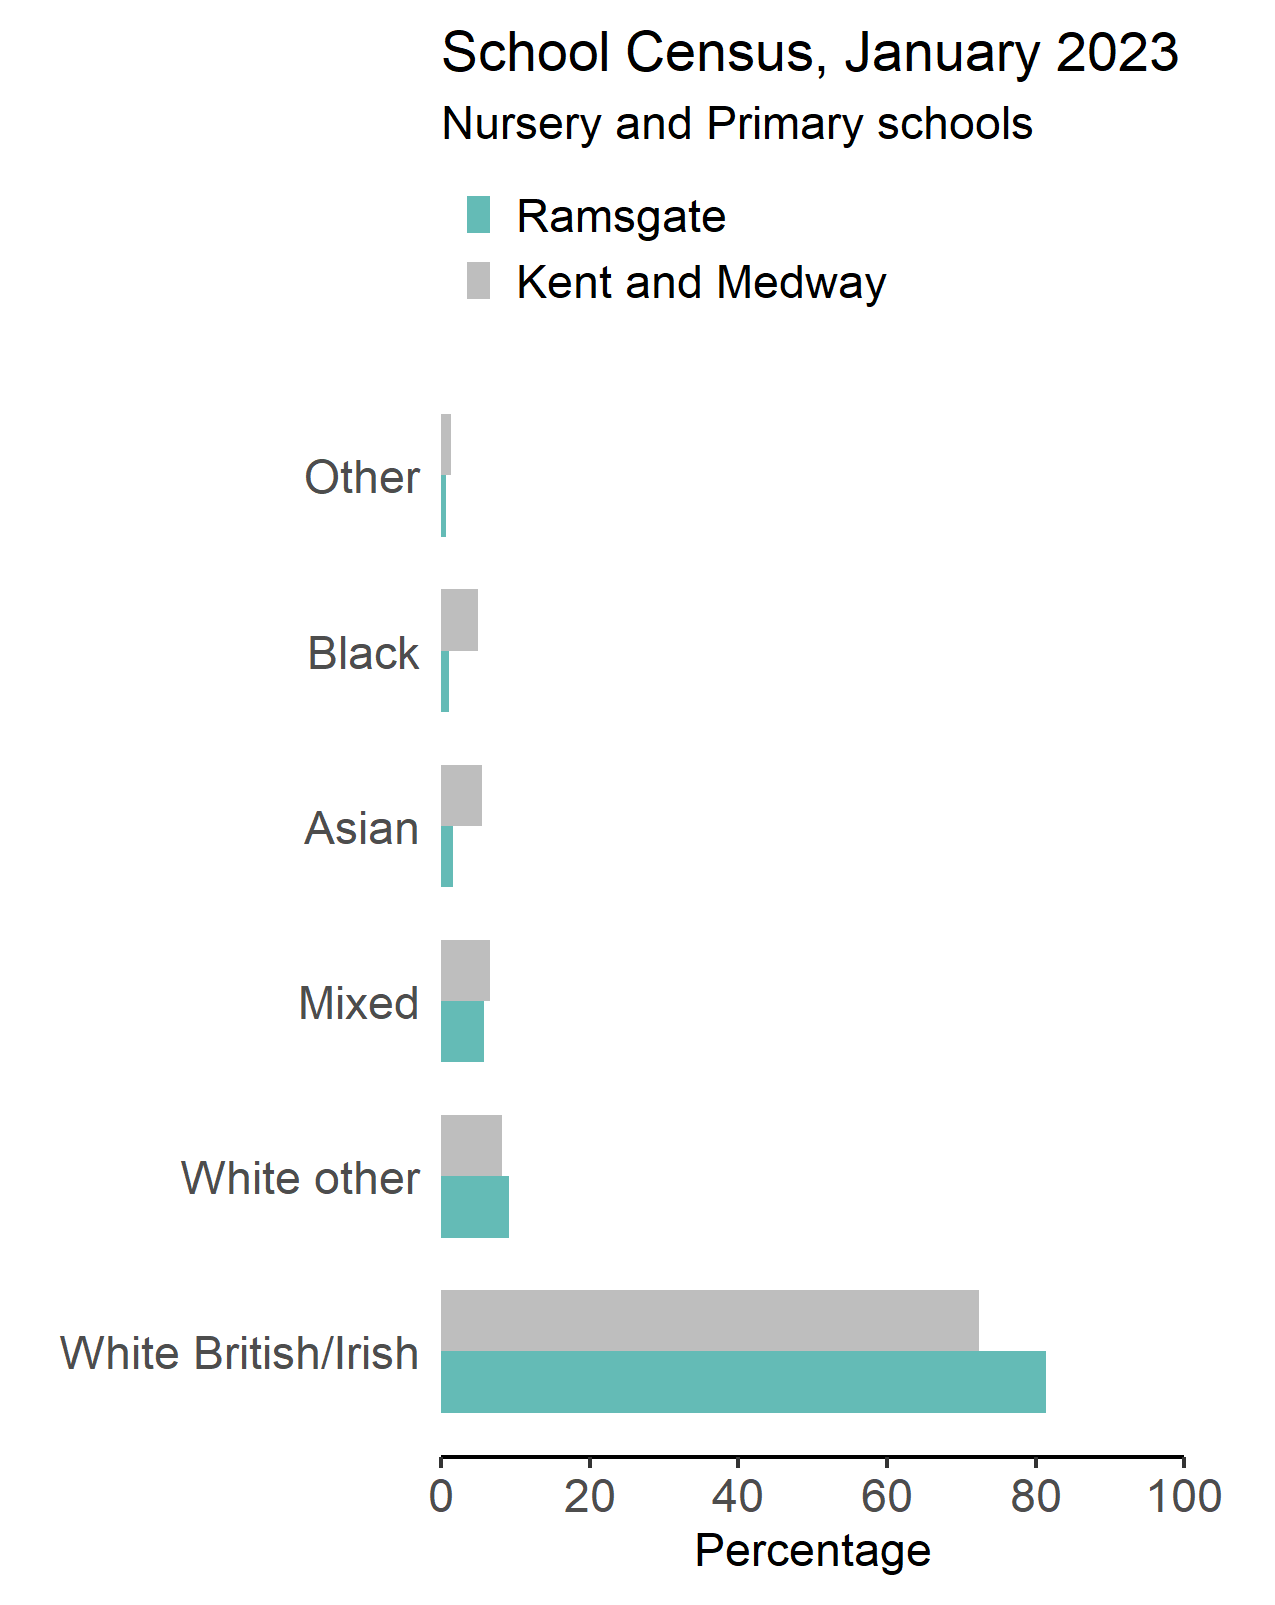 School Census, January 2023
Nursery and Primary schools
Ramsgate
Kent and Medway
Other
Black
Asian
Mixed
White other
White British/Irish
0 20 40 60 80 100
Percentage